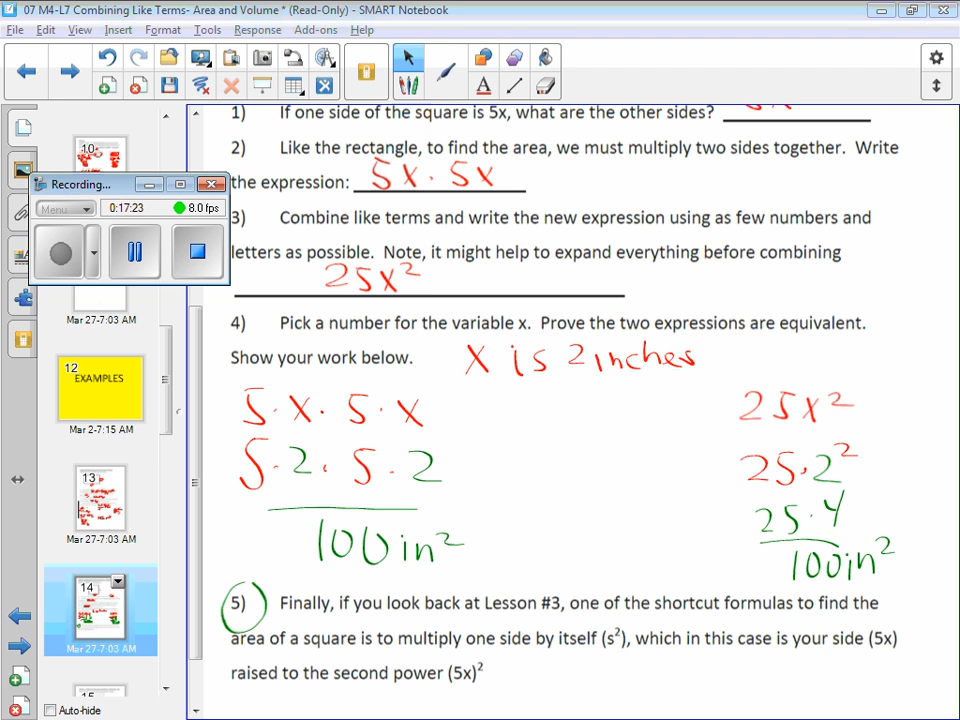 07 M4-L7 Combining Like Terms- Area and Volume * (Read-Only) - SMART Notebook
File Edit View Insert Format Tools Response Add-ons Help
10
Recording...
Menu 0:17:23 8.0 fps
Mar 27-7:03 AM
12
EXAMPLES
Mar 2-7:15 AM
13
Mar 27-7:03 AM
14
Mar 27-7:03 AM
15
Auto-hide
1) If one side of the square is 5x, what are the other sides?
2) Like the rectangle, to find the area, we must multiply two sides together. Write
the expression: 5x · 5x
3) Combine like terms and write the new expression using as few numbers and
letters as possible. Note, it might help to expand everything before combining
25x²
4) Pick a number for the variable x. Prove the two expressions are equivalent.
Show your work below. x is 2 inches
5 · x · 5 · x 25x²
5 · 2 · 5 · 2 25 · 2²
25 · 4
100 in² 100 in²
5) Finally, if you look back at Lesson #3, one of the shortcut formulas to find the
area of a square is to multiply one side by itself (s²), which in this case is your side (5x)
raised to the second power (5x)²